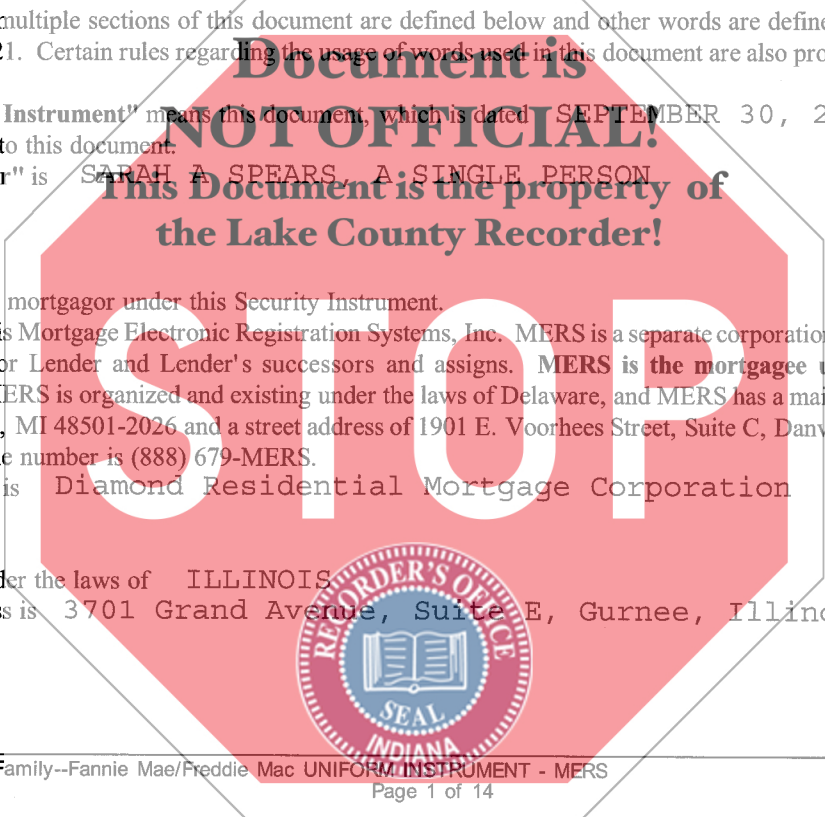 multiple sections of this document are defined below and other words are define
21. Certain rules regarding the usage of words used in this document are also pro
Document is
Instrument" means this document, which is dated SEPTEMBER 30, 2
NOT OFFICIAL!
to this document.
r" is SARAH A SPEARS, A SINGLE PERSON
This Document is the property of
the Lake County Recorder!
mortgagor under this Security Instrument.
is Mortgage Electronic Registration Systems, Inc. MERS is a separate corporation
or Lender and Lender's successors and assigns. MERS is the mortgagee u
ERS is organized and existing under the laws of Delaware, and MERS has a mai
, MI 48501-2026 and a street address of 1901 E. Voorhees Street, Suite C, Danv
e number is (888) 679-MERS.
is Diamond Residential Mortgage Corporation
STOP
der the laws of ILLINOIS
s is 3701 Grand Avenue, Suite E, Gurnee, Illino
RECORDER'S OFFICE
SEAL
INDIANA
Family--Fannie Mae/Freddie Mac UNIFORM INSTRUMENT - MERS
Page 1 of 14